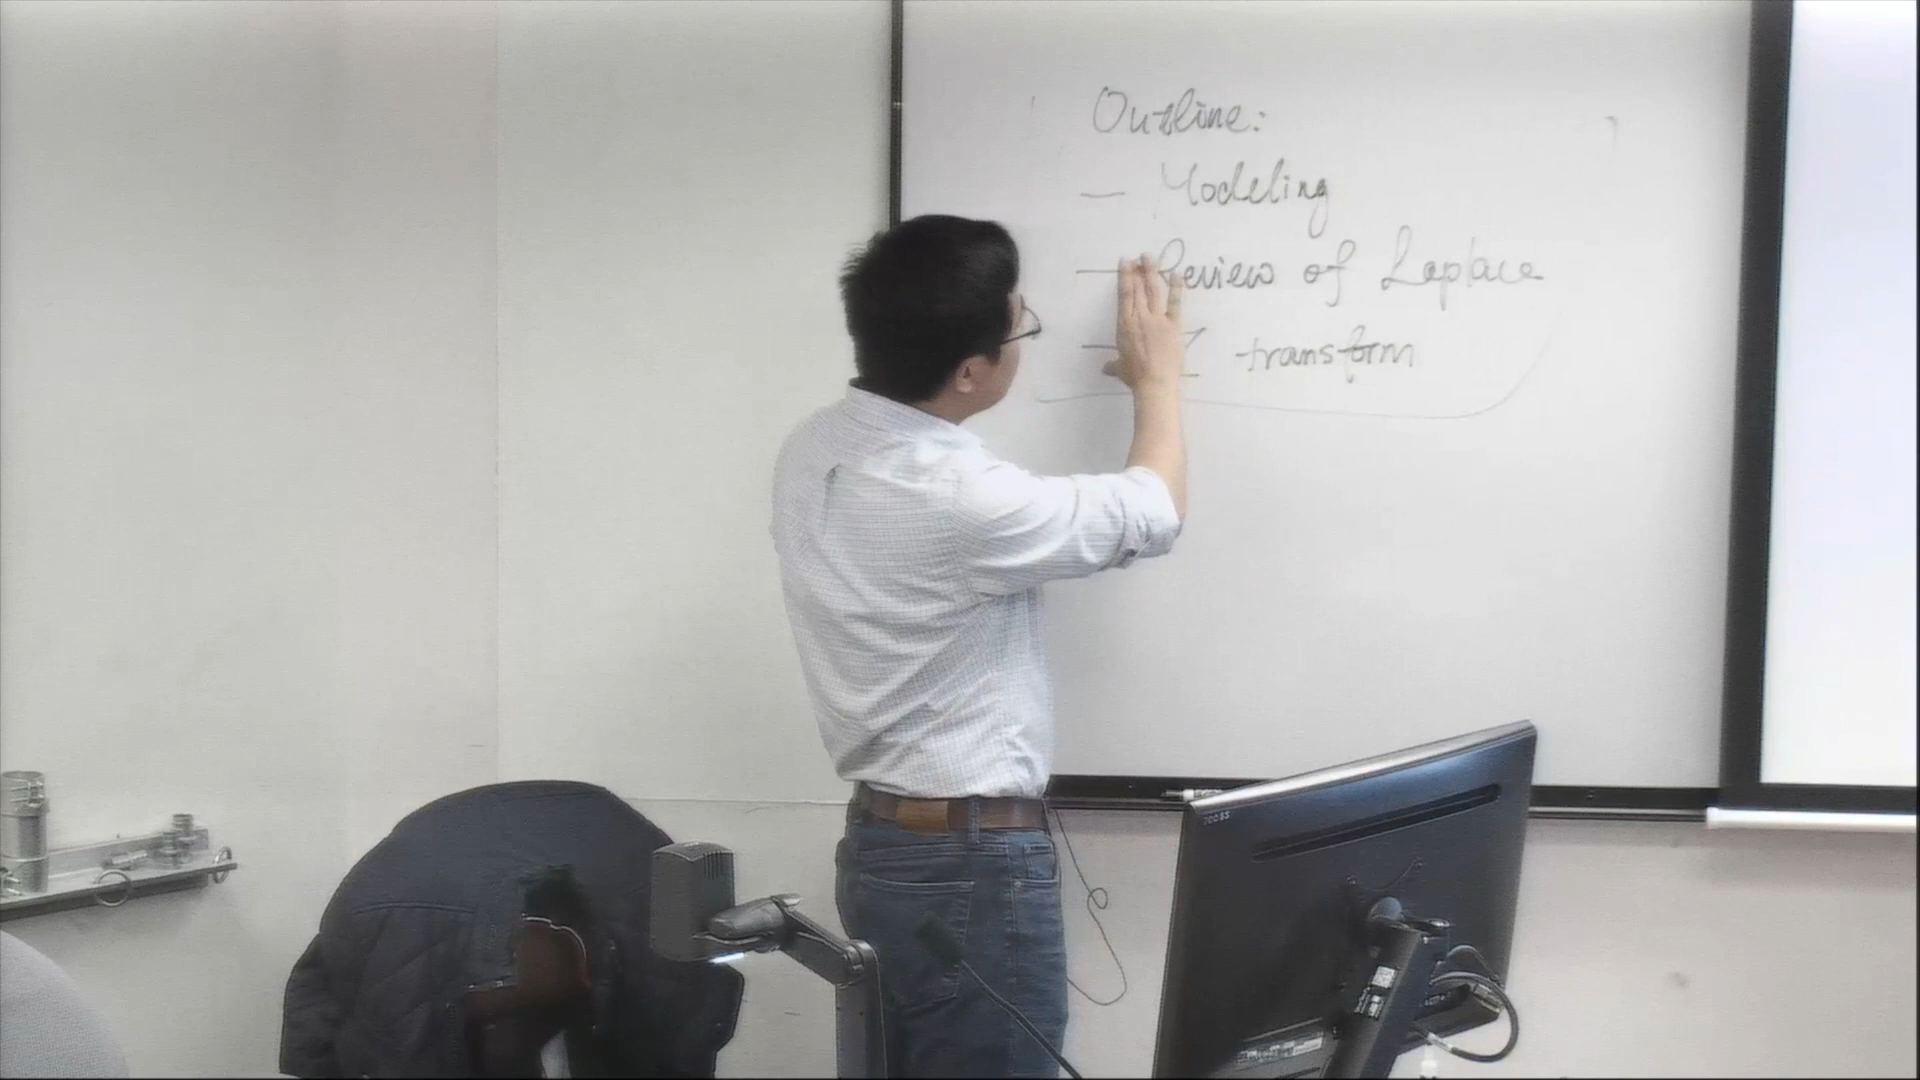 Outline:
— Modeling
— Review of Laplace
— Z transform